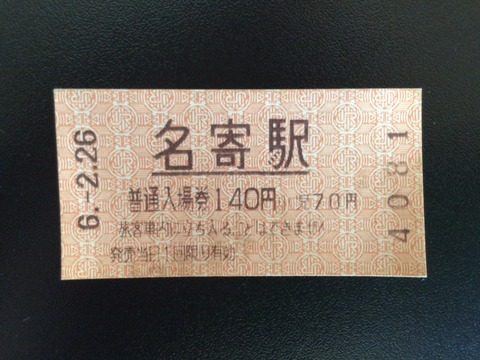 6.-2.26
名寄駅
普通入場券 140円 小児70円
旅客車内に立ち入ることはできません
発売当日1回限り有効
4081